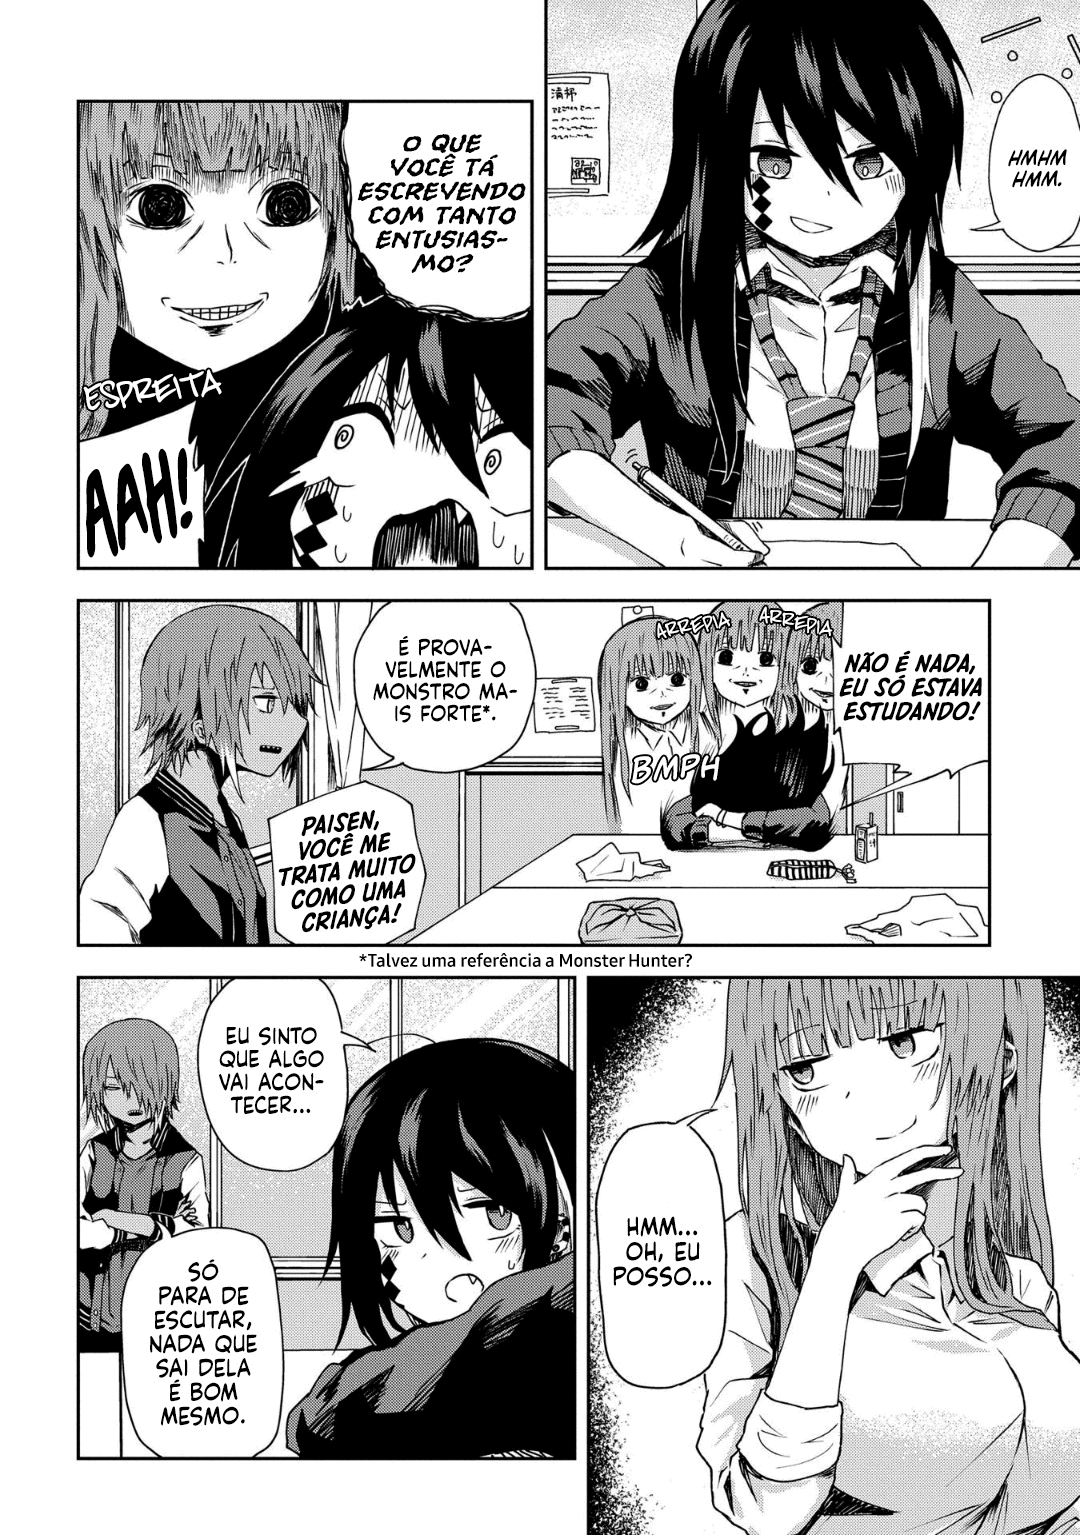 HMHM
HMM.
清掃
O QUE
VOCÊ TÁ
ESCREVENDO
COM TANTO
ENTUSIAS-
MO?
ESPREITA
AAH!
NÃO É NADA,
EU SÓ ESTAVA
ESTUDANDO!
ARREPIA
ARREPIA
BMPH
É PROVA-
VELMENTE O
MONSTRO MA-
IS FORTE*.
PAISEN,
VOCÊ ME
TRATA MUITO
COMO UMA
CRIANÇA!
*Talvez uma referência a Monster Hunter?
HMM...
OH, EU
POSSO...
EU SINTO
QUE ALGO
VAI ACON-
TECER...
SÓ
PARA DE
ESCUTAR,
NADA QUE
SAI DELA
É BOM
MESMO.